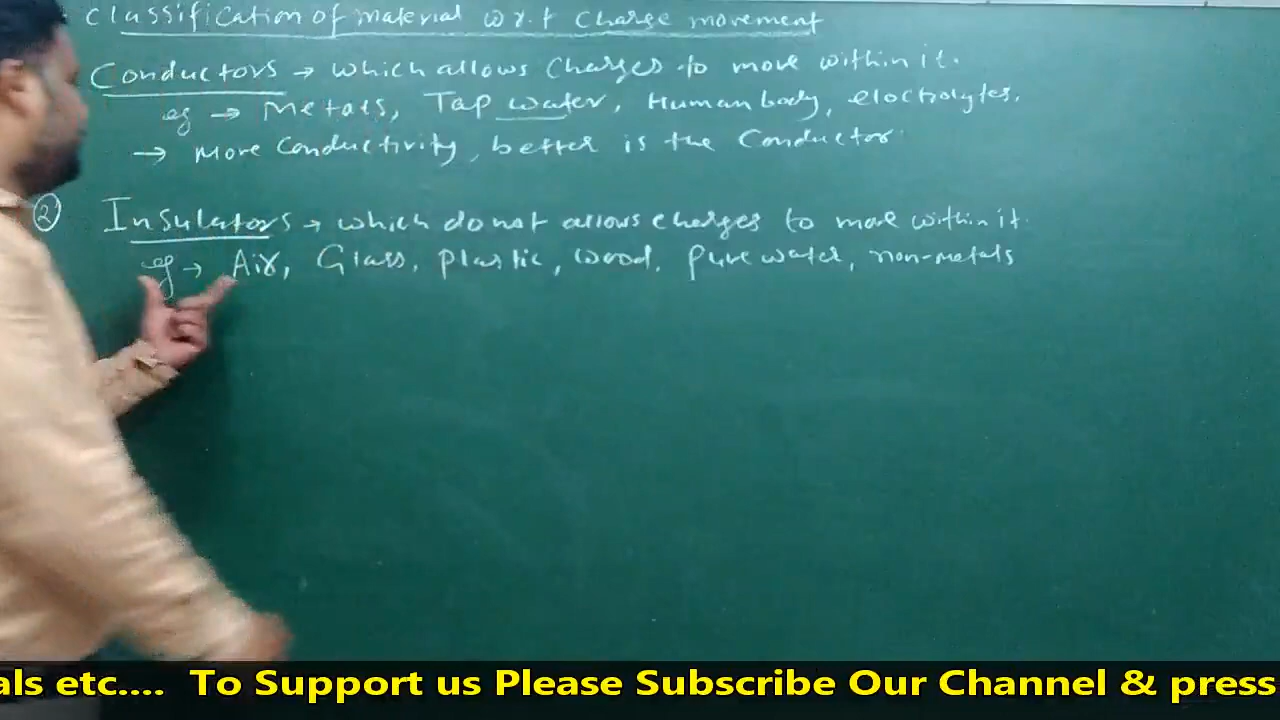 Classification of material w.r.t charge movement
Conductors → which allows charges to move within it.
eg → Metals, Tap water, Human body, eloctrolytes.
→ More Conductivity, better is the Conductor
② Insulators → which do not allows charges to move within it.
eg → Air, Glass, plastic, wood, pure water, non-metals
als etc.... To Support us Please Subscribe Our Channel & press